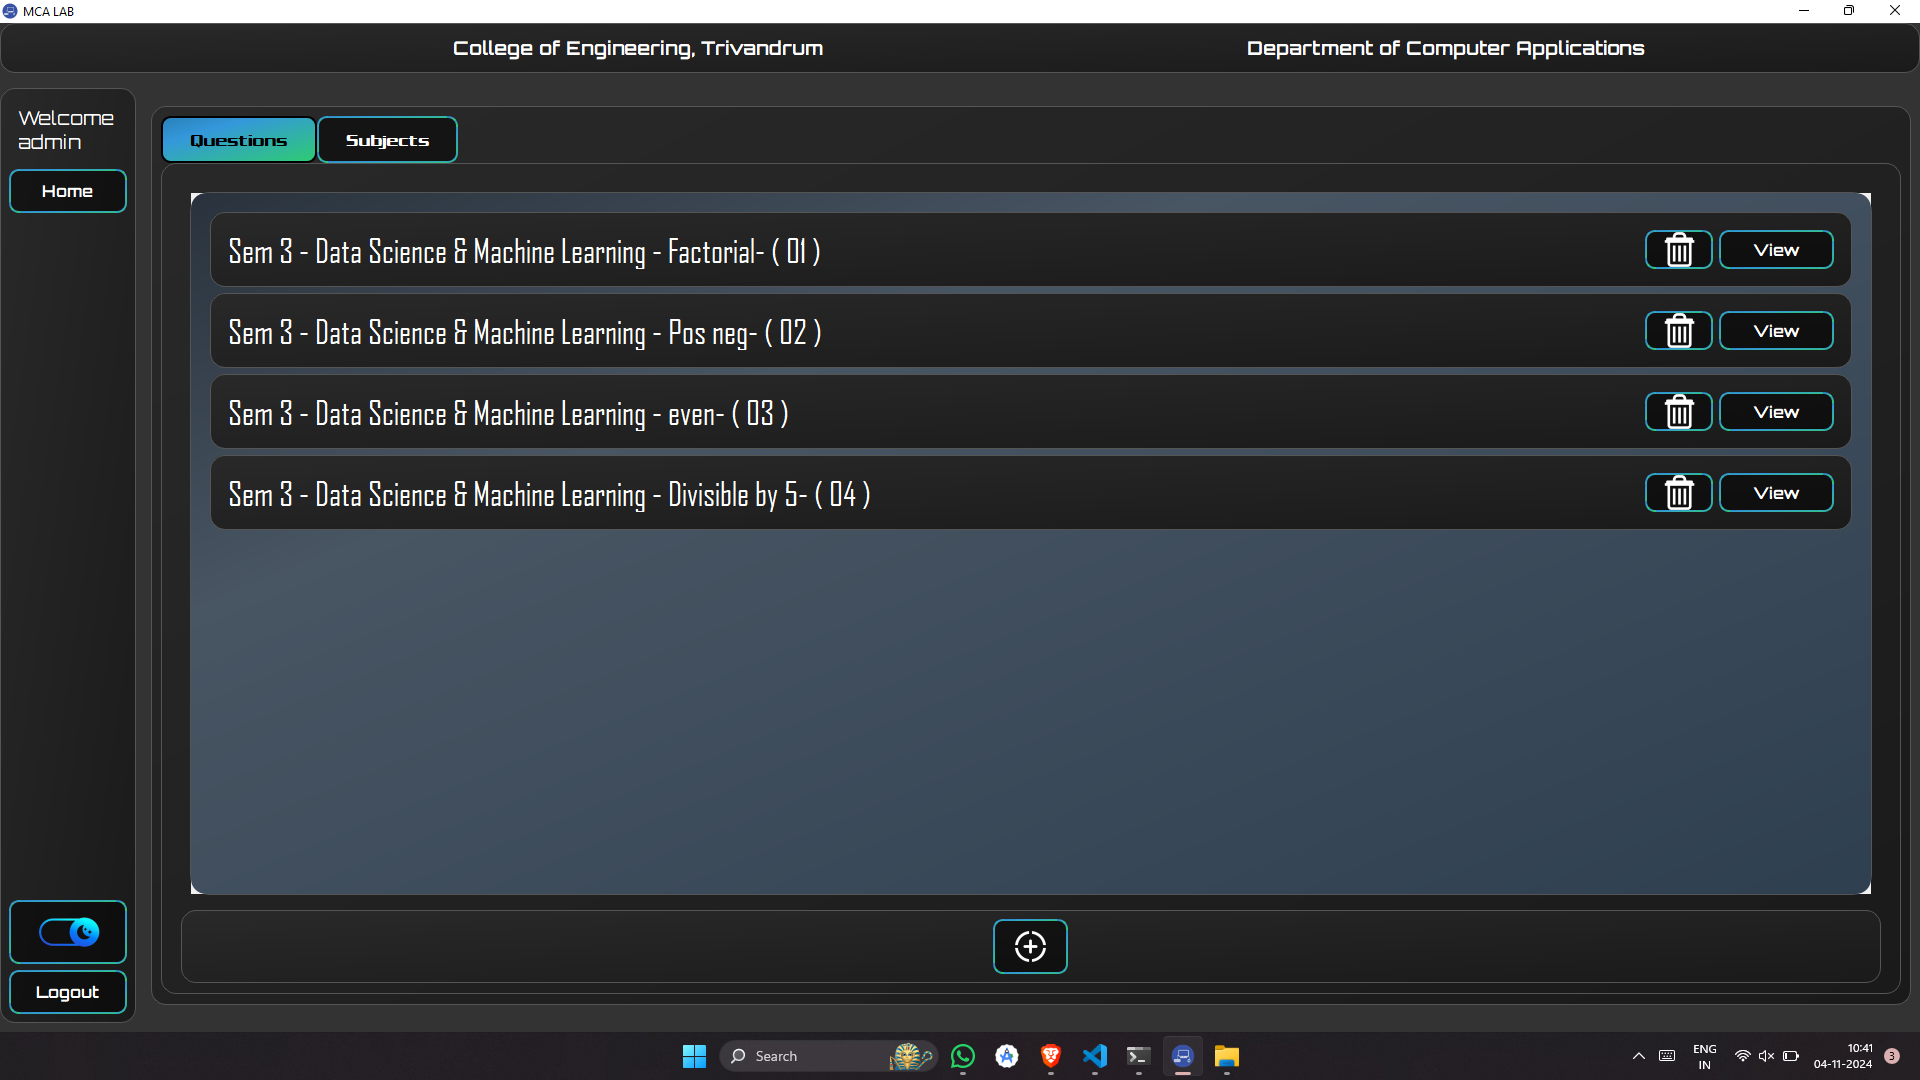 MCA LAB
College of Engineering, Trivandrum
Department of Computer Applications
Welcome
admin
Home
Questions
Subjects
Sem 3 - Data Science & Machine Learning - Factorial- ( 01 )
View
Sem 3 - Data Science & Machine Learning - Pos neg- ( 02 )
View
Sem 3 - Data Science & Machine Learning - even- ( 03 )
View
Sem 3 - Data Science & Machine Learning - Divisible by 5- ( 04 )
View
Logout
Search
ENG
IN
10:41
04-11-2024
3